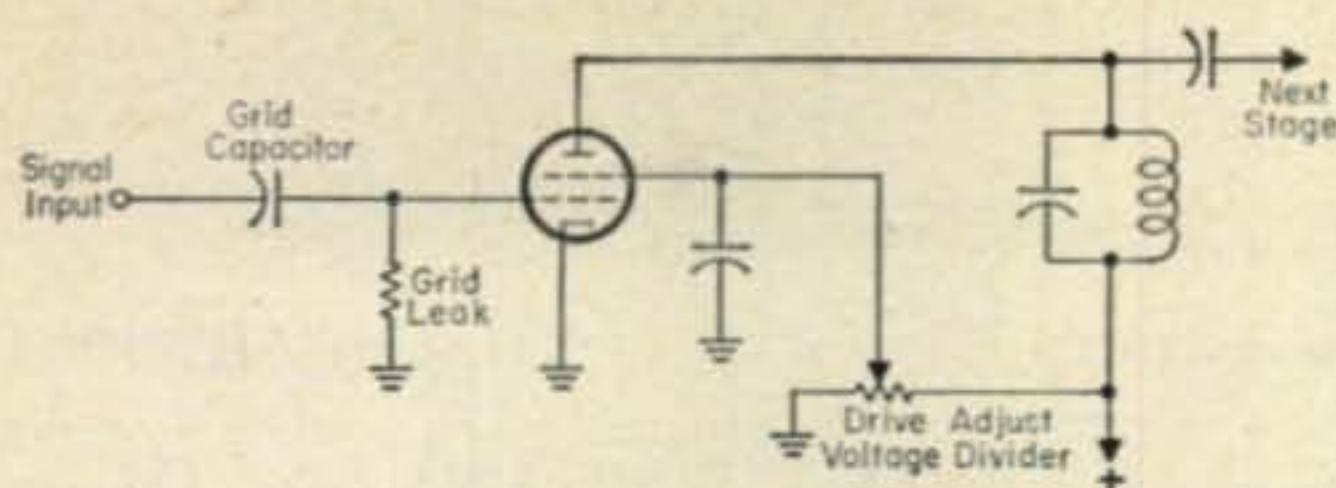 Grid
Capacitor
Signal
Input
Next
Stage
Grid
Leak
Drive Adjust
Voltage Divider
+